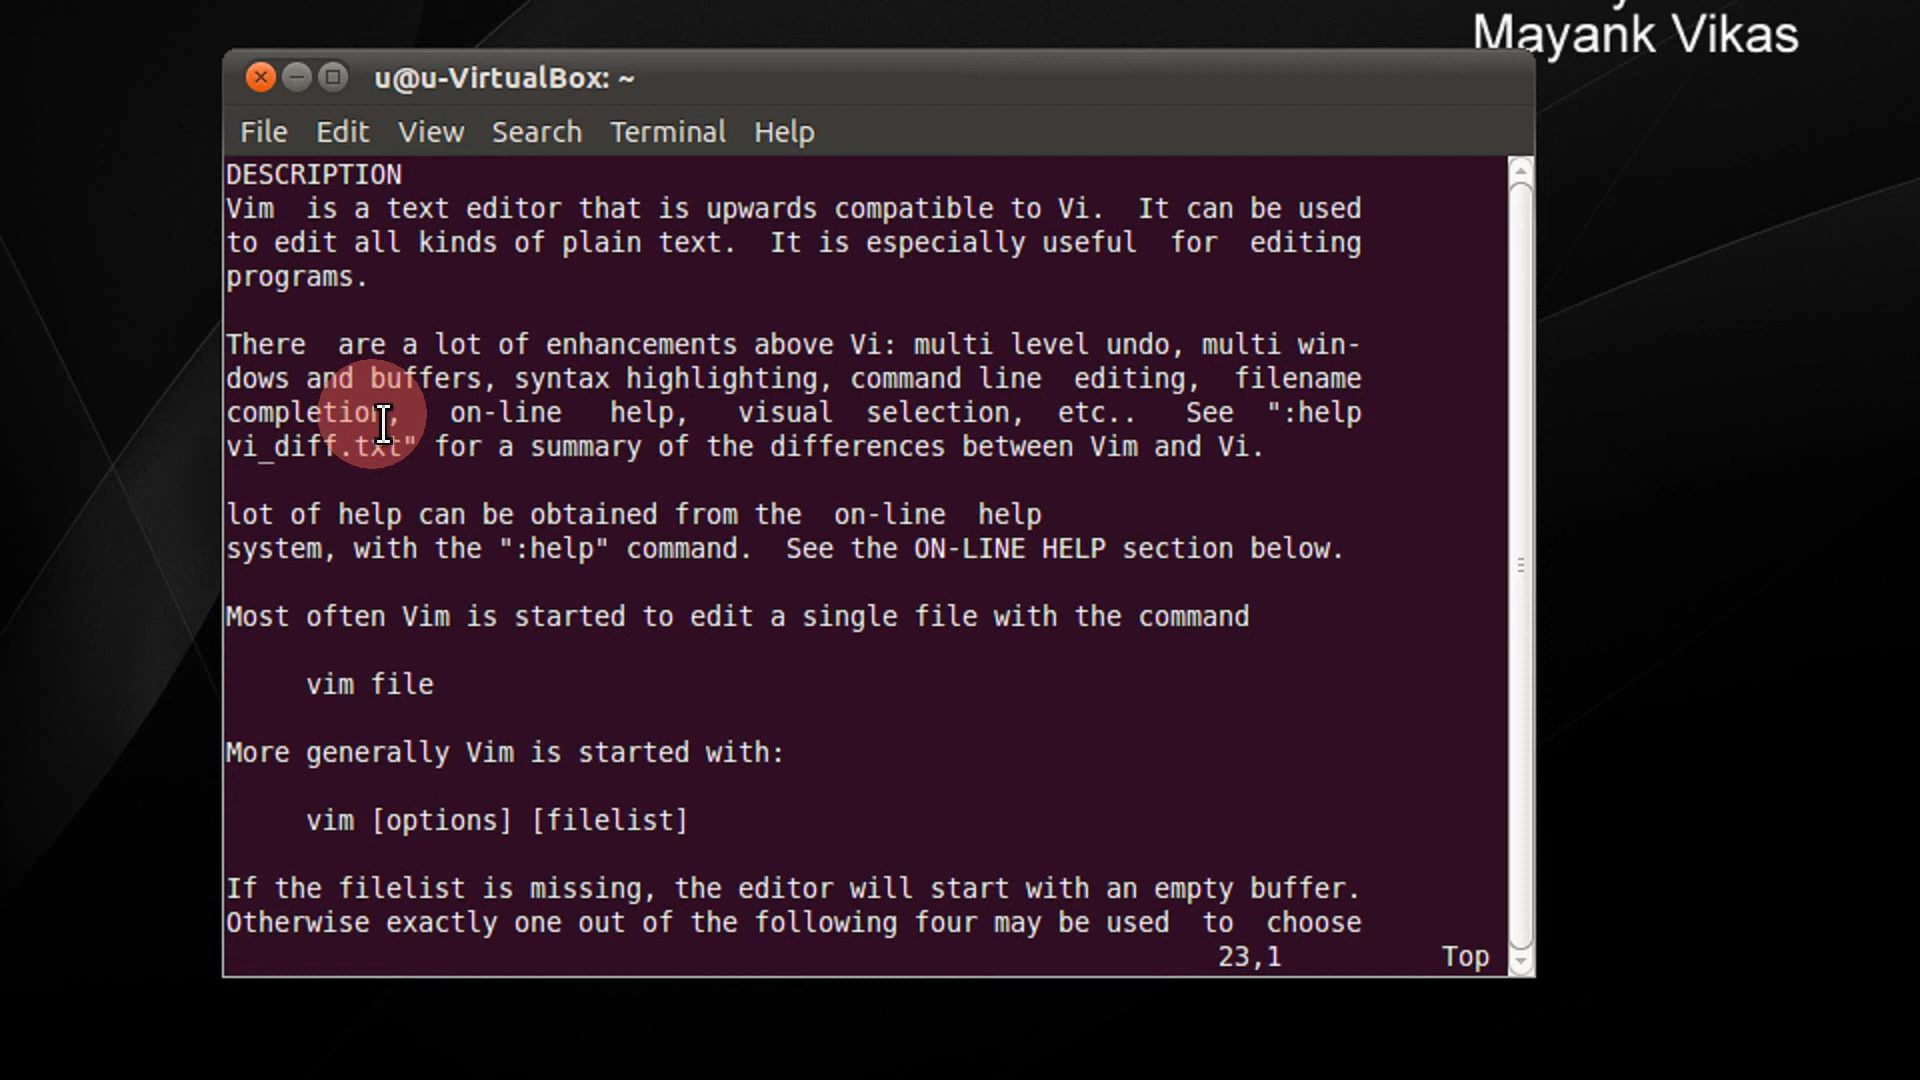 Mayank Vikas
u@u-VirtualBox: ~
File Edit View Search Terminal Help
DESCRIPTION
Vim  is a text editor that is upwards compatible to Vi.  It can be used
to edit all kinds of plain text.  It is especially useful  for  editing
programs.
There  are a lot of enhancements above Vi: multi level undo, multi win-
dows and buffers, syntax highlighting, command line  editing,  filename
completion,   on-line   help,   visual  selection,  etc..   See  ":help
vi_diff.txt" for a summary of the differences between Vim and Vi.
lot of help can be obtained from the  on-line  help
system, with the ":help" command.  See the ON-LINE HELP section below.
Most often Vim is started to edit a single file with the command
vim file
More generally Vim is started with:
vim [options] [filelist]
If the filelist is missing, the editor will start with an empty buffer.
Otherwise exactly one out of the following four may be used  to  choose
23,1 Top